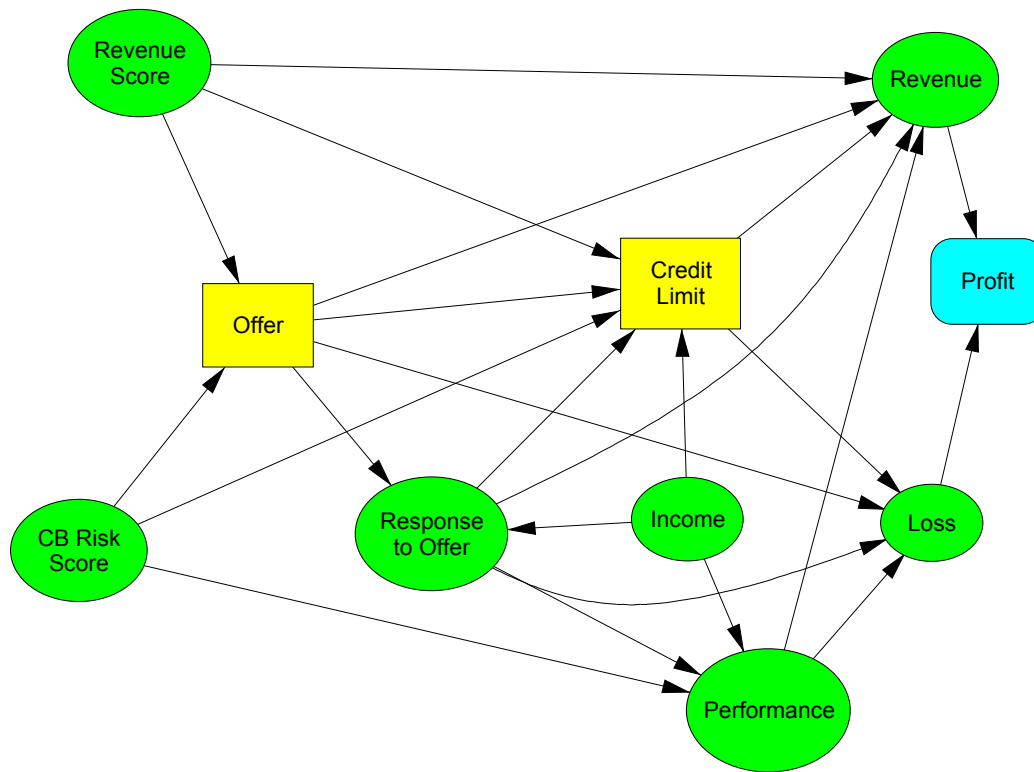 Revenue
Score
Revenue
Credit
Limit
Profit
Offer
CB Risk
Score
Response
to Offer
Income
Loss
Performance